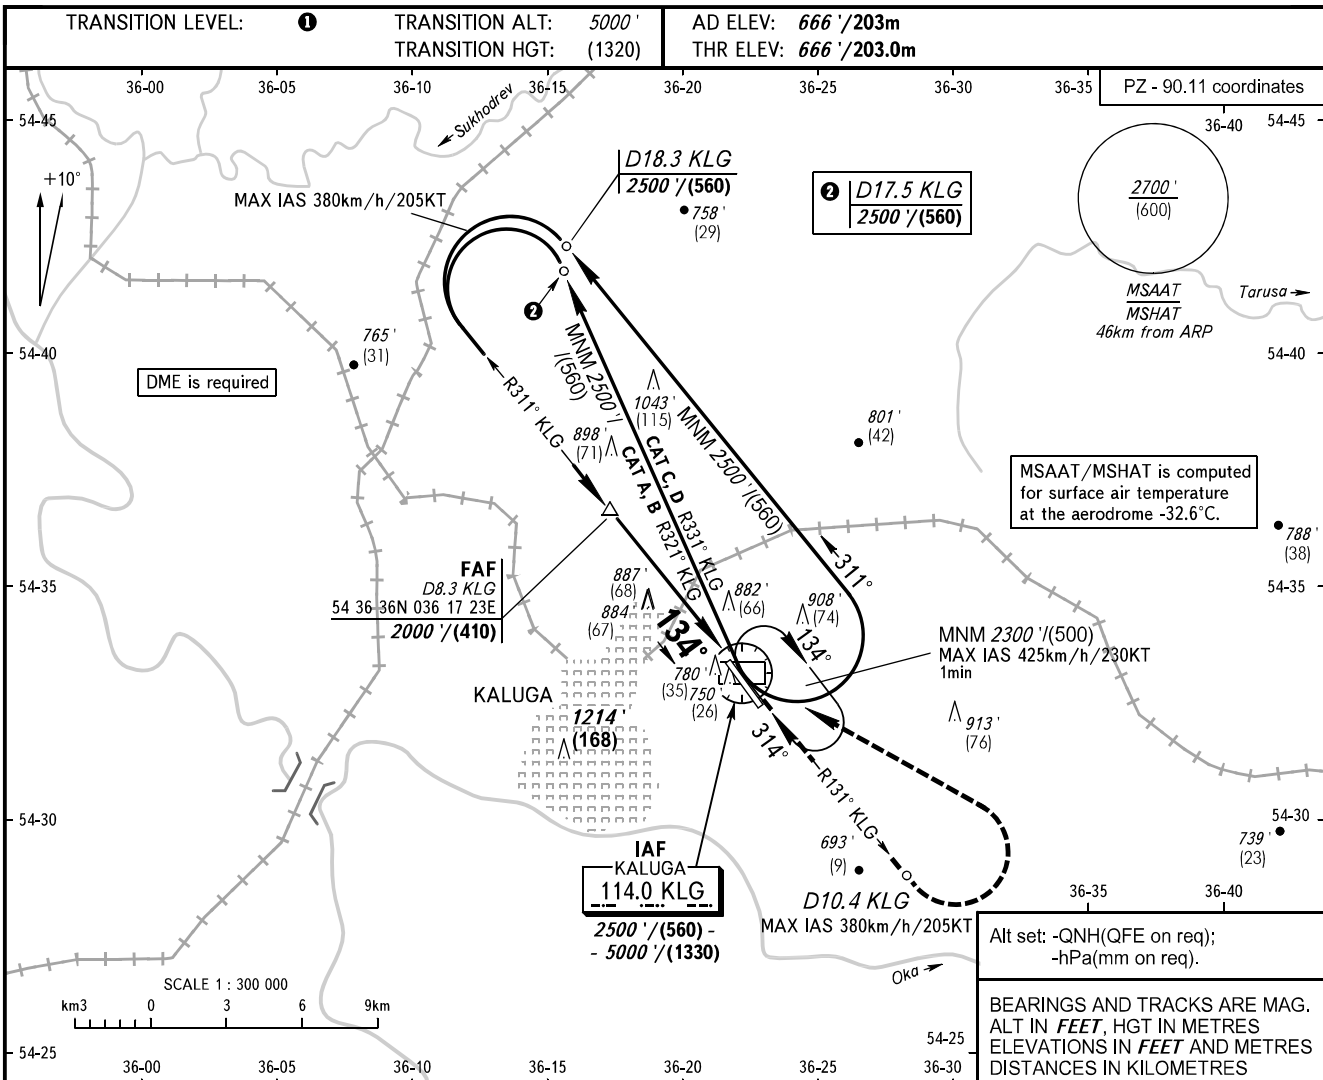 TRANSITION LEVEL: ❶ TRANSITION ALT: 5000'
TRANSITION HGT: (1320)
AD ELEV: 666'/203m
THR ELEV: 666'/203.0m
36-00 36-05 36-10 36-15 36-20 36-25 36-30 36-35
PZ - 90.11 coordinates
36-40
54-45
54-45
Sukhodrev
+10°
MAX IAS 380km/h/205KT
D18.3 KLG
2500'/(560)
758'
(29)
❷ D17.5 KLG
2500'/(560)
2700'
(600)
MSAAT
MSHAT
46km from ARP
Tarusa
❷
765'
(31)
54-40
54-40
DME is required
MNM 2500'/
/(560)
R311° KLG
1043'
(115)
MNM 2500'/(560)
898'
(71)
801'
(42)
CAT C, D R331° KLG
CAT A, B R321° KLG
MSAAT/MSHAT is computed
for surface air temperature
at the aerodrome -32.6°C.
788'
(38)
FAF
D8.3 KLG
54 36 36N 036 17 23E
2000'/(410)
54-35
54-35
311°
887'
(68)
884'
(67)
882'
(66)
908'
(74)
134°
134°
MNM 2300'/(500)
MAX IAS 425km/h/230KT
1min
780'
(35)
750'
(26)
KALUGA
1214'
(168)
913'
(76)
314°
R131° KLG
54-30
54-30
693'
(9)
739'
(23)
IAF
KALUGA
114.0 KLG
2500'/(560) -
- 5000'/(1330)
D10.4 KLG
MAX IAS 380km/h/205KT
36-35 36-40
Oka
Alt set: -QNH(QFE on req);
-hPa(mm on req).
SCALE 1 : 300 000
km3 0 3 6 9km
BEARINGS AND TRACKS ARE MAG.
ALT IN FEET, HGT IN METRES
ELEVATIONS IN FEET AND METRES
DISTANCES IN KILOMETRES
54-25
54-25
36-00 36-05 36-10 36-15 36-20 36-25 36-30